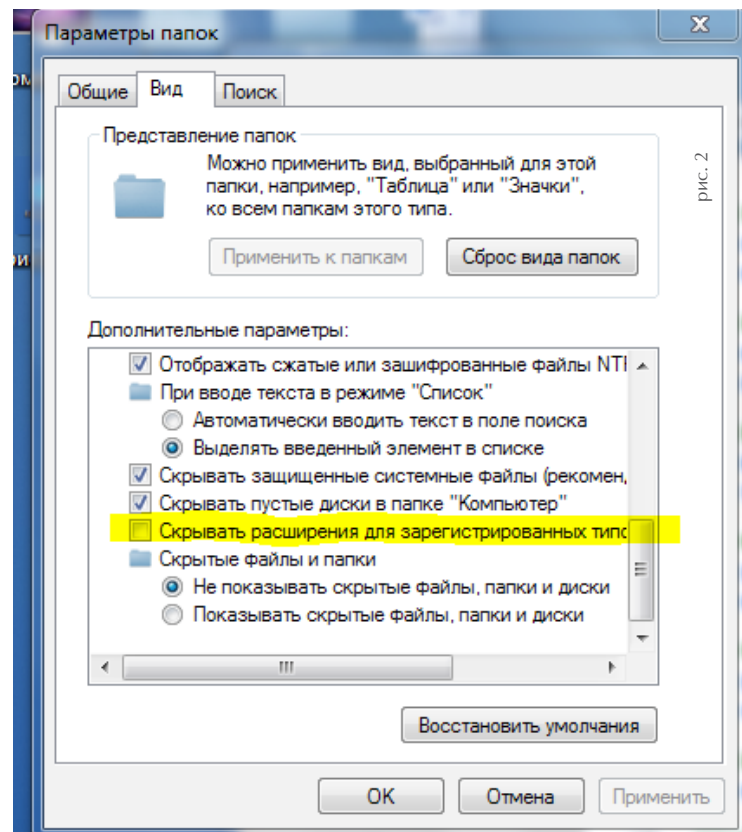 Параметры папок
Общие Вид Поиск
Представление папок
Можно применить вид, выбранный для этой
папки, например, "Таблица" или "Значки",
ко всем папкам этого типа.
рис. 2
Применить к папкам Сброс вида папок
Дополнительные параметры:
Отображать сжатые или зашифрованные файлы NT
При вводе текста в режиме "Список"
Автоматически вводить текст в поле поиска
Выделять введенный элемент в списке
Скрывать защищенные системные файлы (рекомен
Скрывать пустые диски в папке "Компьютер"
Скрывать расширения для зарегистрированных типо
Скрытые файлы и папки
Не показывать скрытые файлы, папки и диски
Показывать скрытые файлы, папки и диски
Восстановить умолчания
OK Отмена Применить